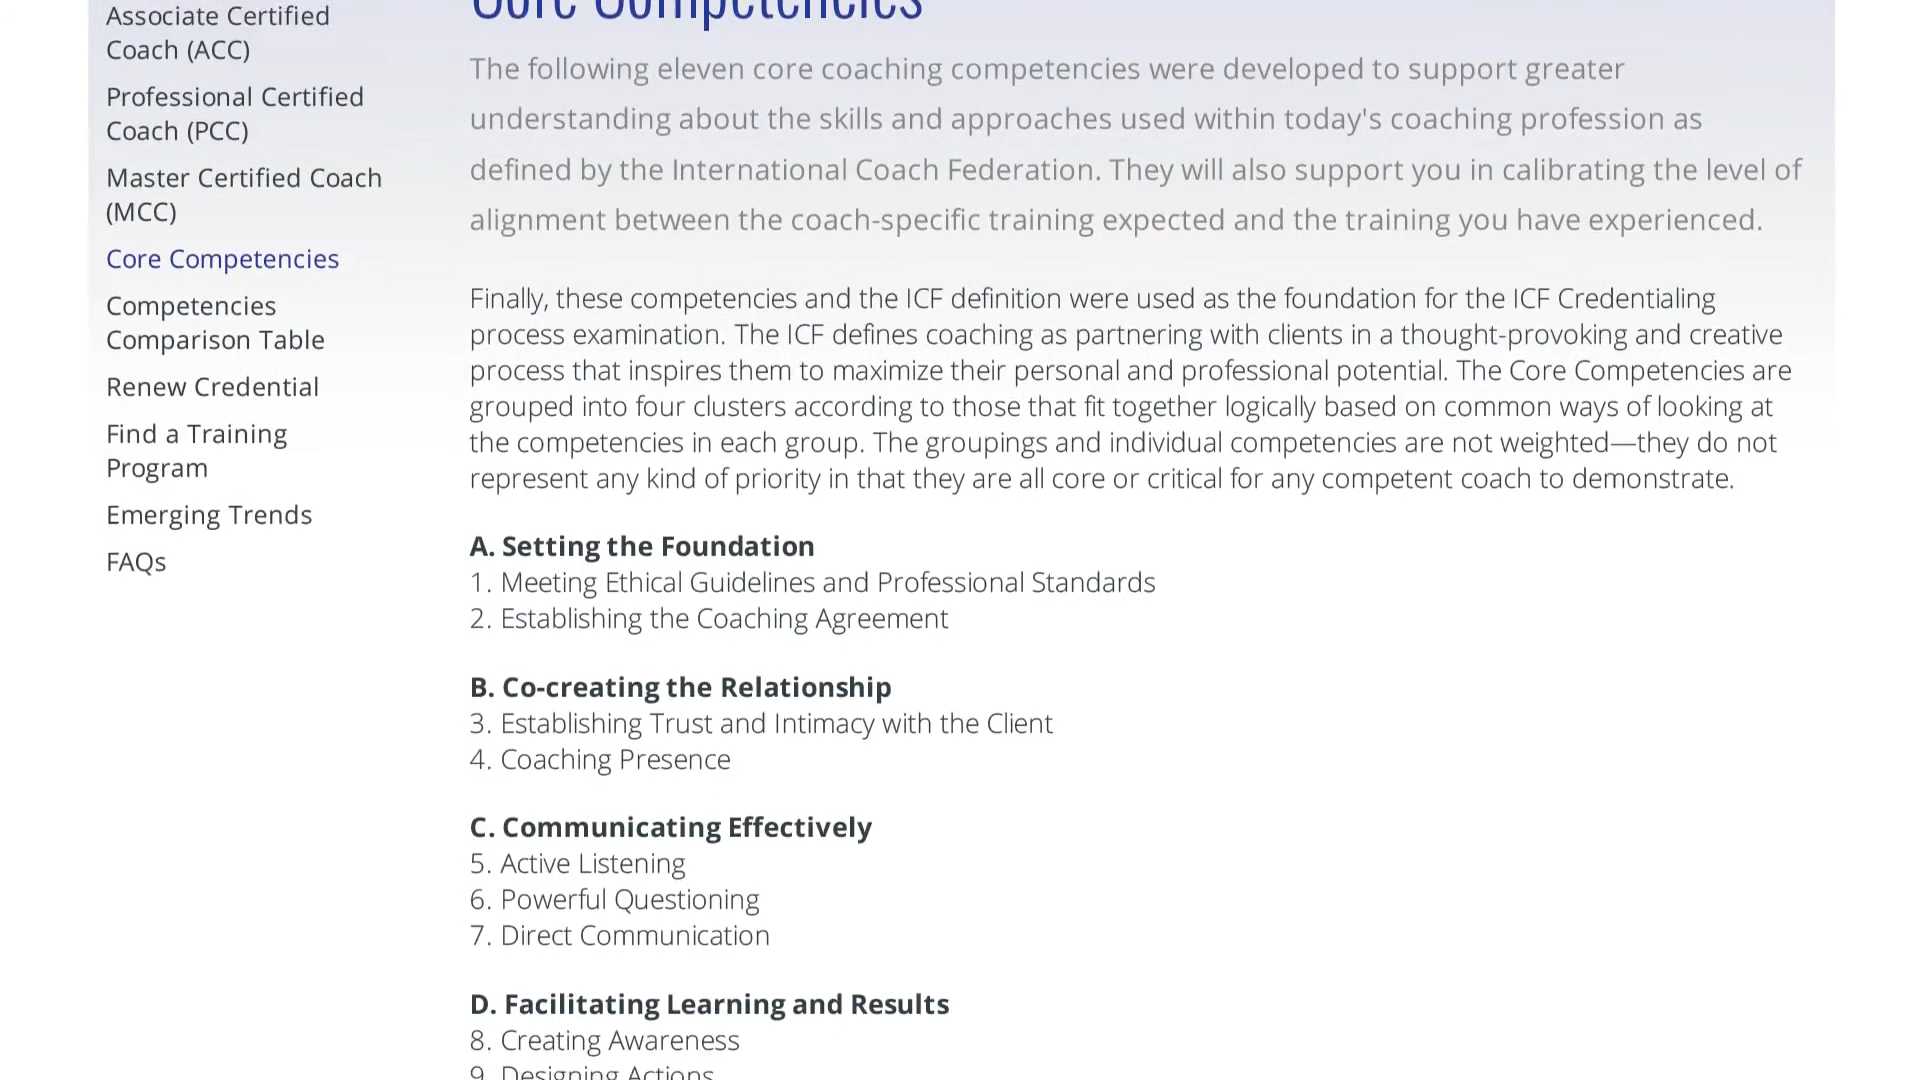 Associate Certified
Coach (ACC)
Professional Certified
Coach (PCC)
Master Certified Coach
(MCC)
Core Competencies
Competencies
Comparison Table
Renew Credential
Find a Training
Program
Emerging Trends
FAQs
Core Competencies
The following eleven core coaching competencies were developed to support greater
understanding about the skills and approaches used within today's coaching profession as
defined by the International Coach Federation. They will also support you in calibrating the level of
alignment between the coach-specific training expected and the training you have experienced.
Finally, these competencies and the ICF definition were used as the foundation for the ICF Credentialing
process examination. The ICF defines coaching as partnering with clients in a thought-provoking and creative
process that inspires them to maximize their personal and professional potential. The Core Competencies are
grouped into four clusters according to those that fit together logically based on common ways of looking at
the competencies in each group. The groupings and individual competencies are not weighted—they do not
represent any kind of priority in that they are all core or critical for any competent coach to demonstrate.
A. Setting the Foundation
1. Meeting Ethical Guidelines and Professional Standards
2. Establishing the Coaching Agreement
B. Co-creating the Relationship
3. Establishing Trust and Intimacy with the Client
4. Coaching Presence
C. Communicating Effectively
5. Active Listening
6. Powerful Questioning
7. Direct Communication
D. Facilitating Learning and Results
8. Creating Awareness
9. Designing Actions